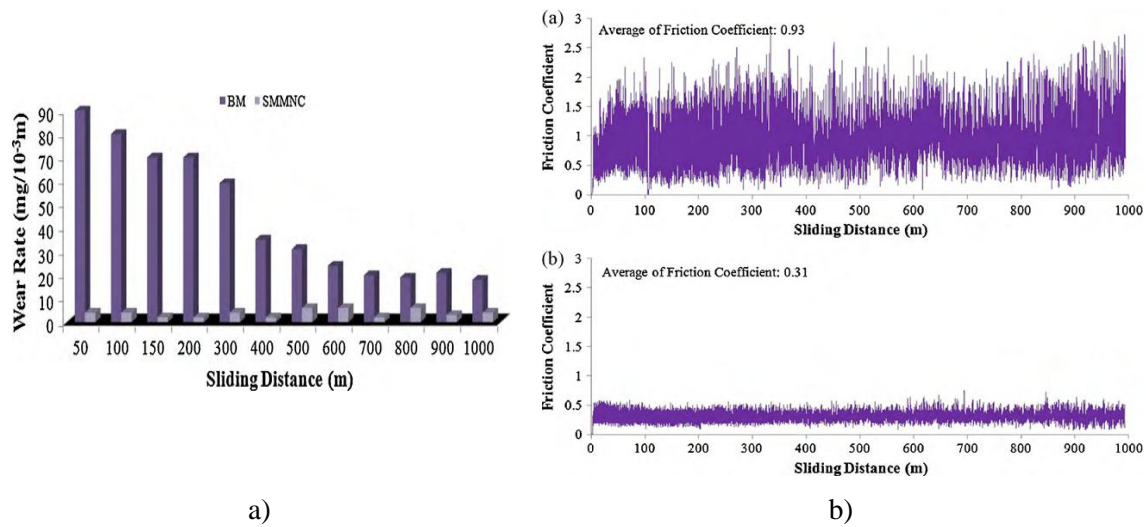 BM SMMNC
Wear Rate (mg/10⁻³m)
90
80
70
60
50
40
30
20
10
0
50 100 150 200 300 400 500 600 700 800 900 1000
Sliding Distance (m)
a)
(a)
Average of Friction Coefficient: 0.93
Friction Coefficient
3
2.5
2
1.5
1
0.5
0
0 100 200 300 400 500 600 700 800 900 1000
Sliding Distance (m)
(b)
Average of Friction Coefficient: 0.31
Friction Coefficient
3
2.5
2
1.5
1
0.5
0
0 100 200 300 400 500 600 700 800 900 1000
Sliding Distance (m)
b)